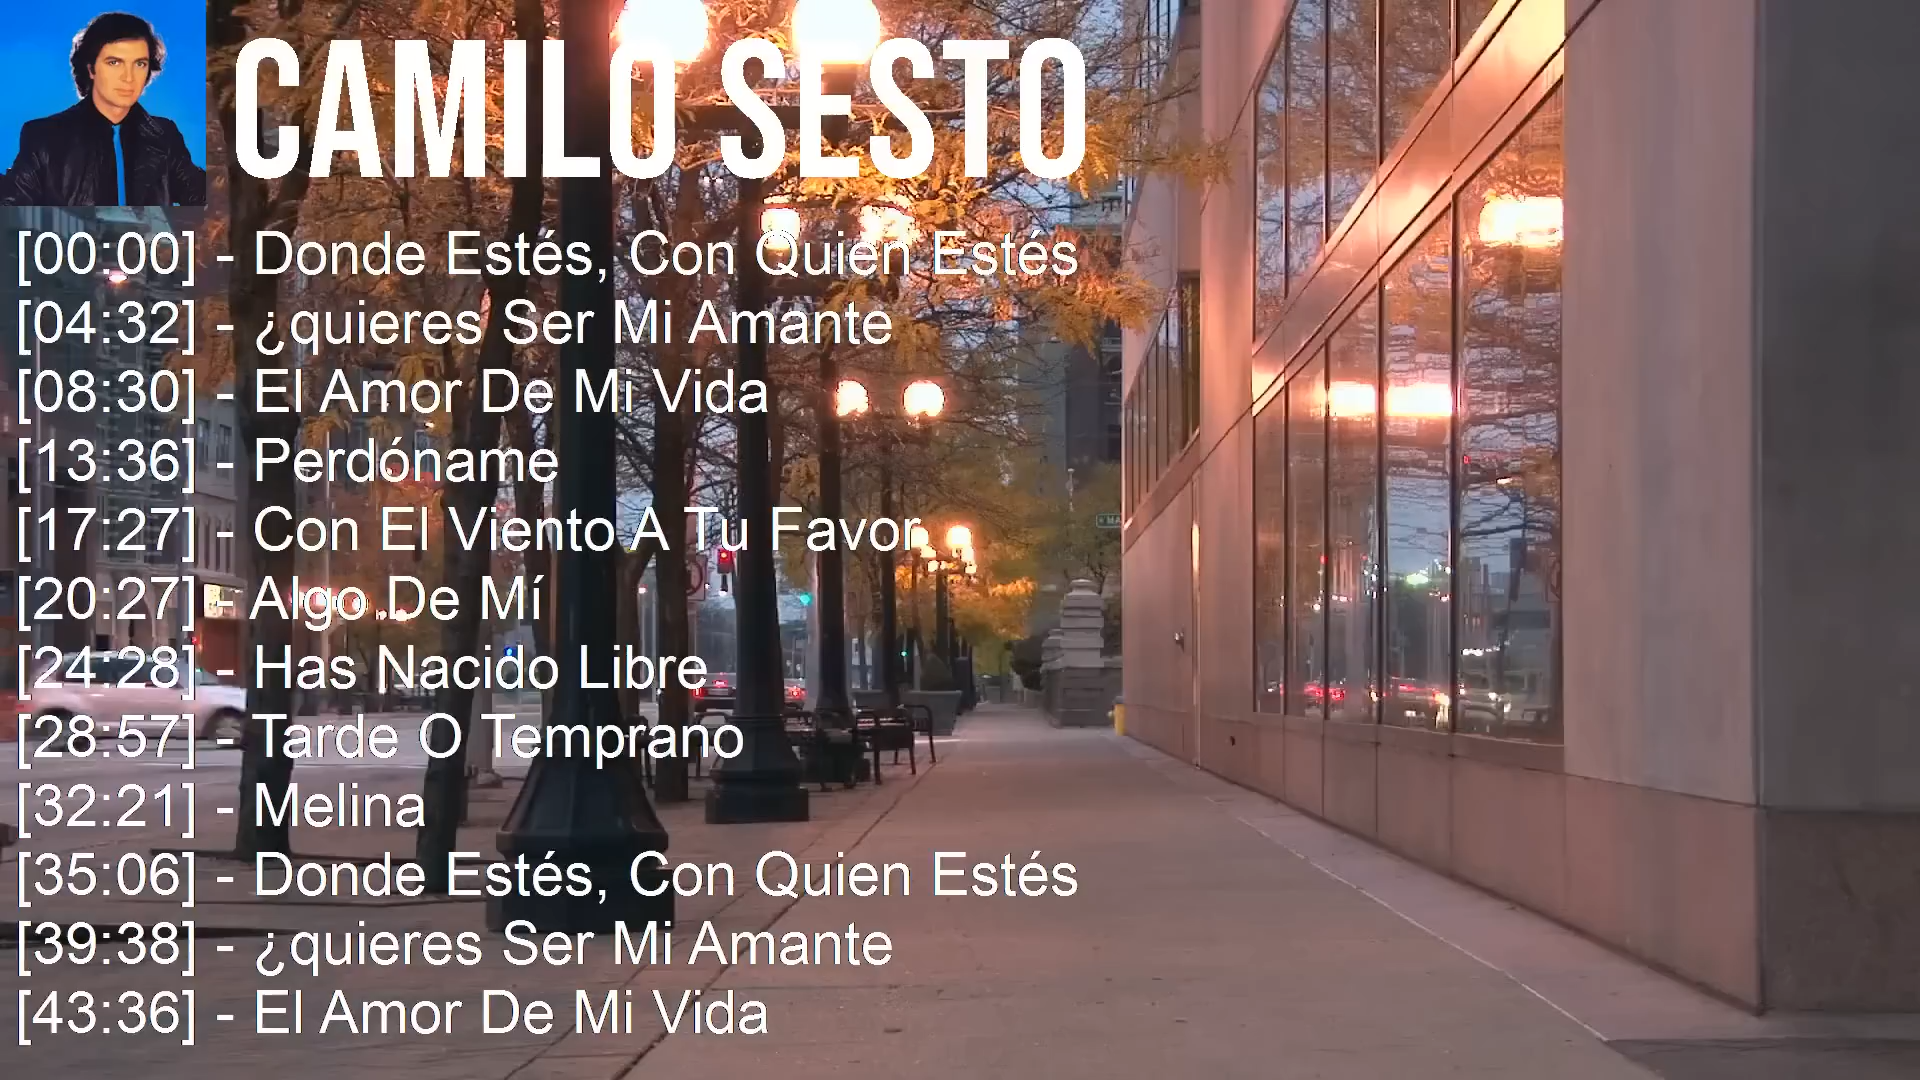 CAMILO SESTO
[00:00] - Donde Estés, Con Quien Estés
[04:32] - ¿quieres Ser Mi Amante
[08:30] - El Amor De Mi Vida
[13:36] - Perdóname
[17:27] - Con El Viento A Tu Favor
[20:27] - Algo De Mí
[24:28] - Has Nacido Libre
[28:57] - Tarde O Temprano
[32:21] - Melina
[35:06] - Donde Estés, Con Quien Estés
[39:38] - ¿quieres Ser Mi Amante
[43:36] - El Amor De Mi Vida